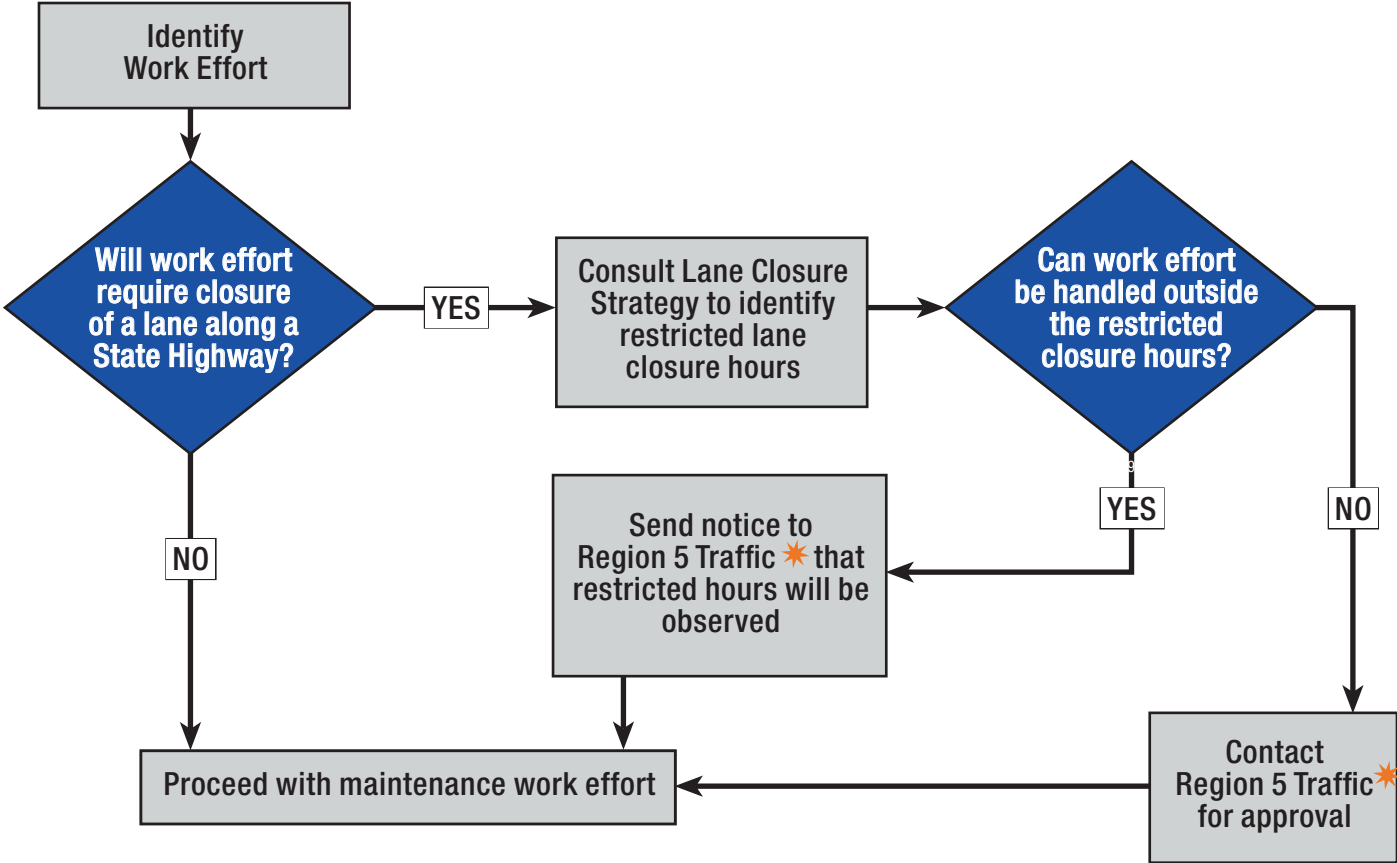 Identify
Work Effort
Will work effort
require closure
of a lane along a
State Highway?
YES
Consult Lane Closure
Strategy to identify
restricted lane
closure hours
Can work effort
be handled outside
the restricted
closure hours?
9
YES
NO
NO
Send notice to
Region 5 Traffic ✷ that
restricted hours will be
observed
Proceed with maintenance work effort
Contact
Region 5 Traffic ✷
for approval